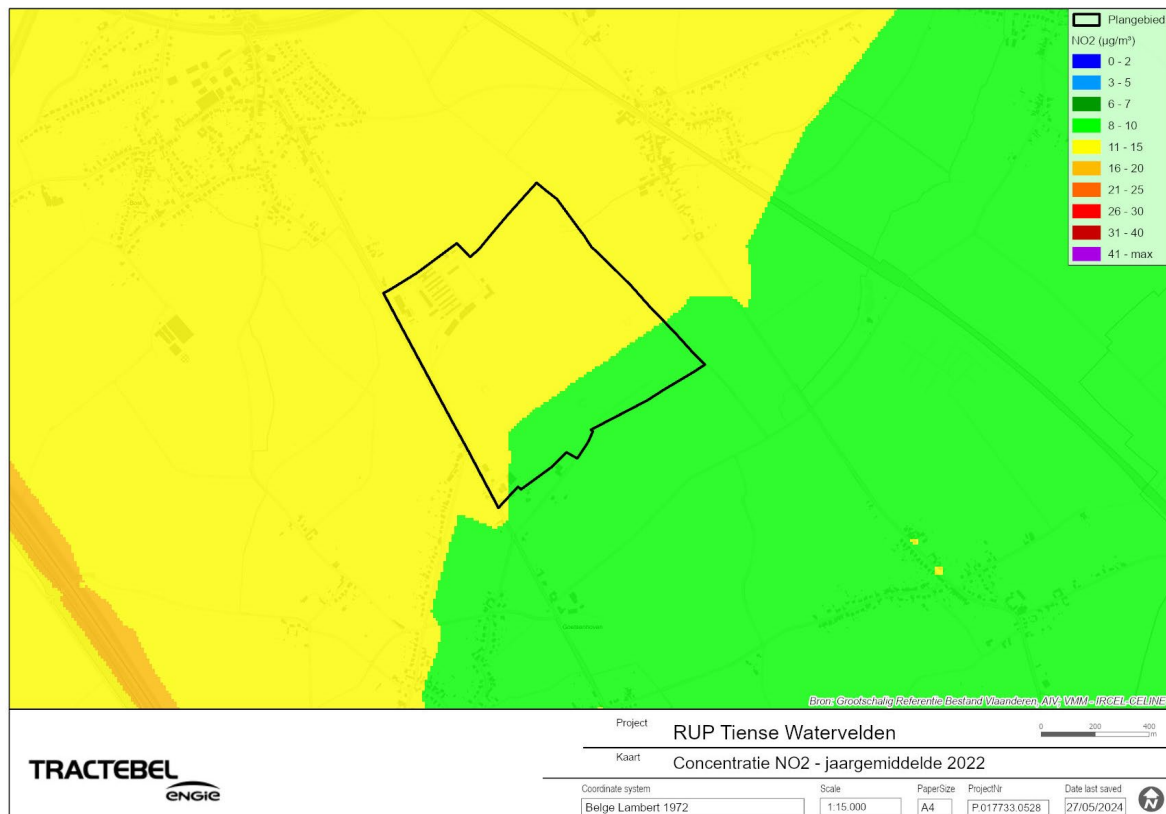 Plangebied
NO2 (µg/m³)
0 - 2
3 - 5
6 - 7
8 - 10
11 - 15
16 - 20
21 - 25
26 - 30
31 - 40
41 - max
Bron: Grootschalig Referentie Bestand Vlaanderen, AIV; VMM - IRCEL-CELINE
TRACTEBEL
ENGIE
Project RUP Tiense Watervelden
0 200 400
m
Kaart Concentratie NO2 - jaargemiddelde 2022
Coordinate system Scale PaperSize ProjectNr Date last saved
Belge Lambert 1972 1:15.000 A4 P.017733.0528 27/05/2024
N